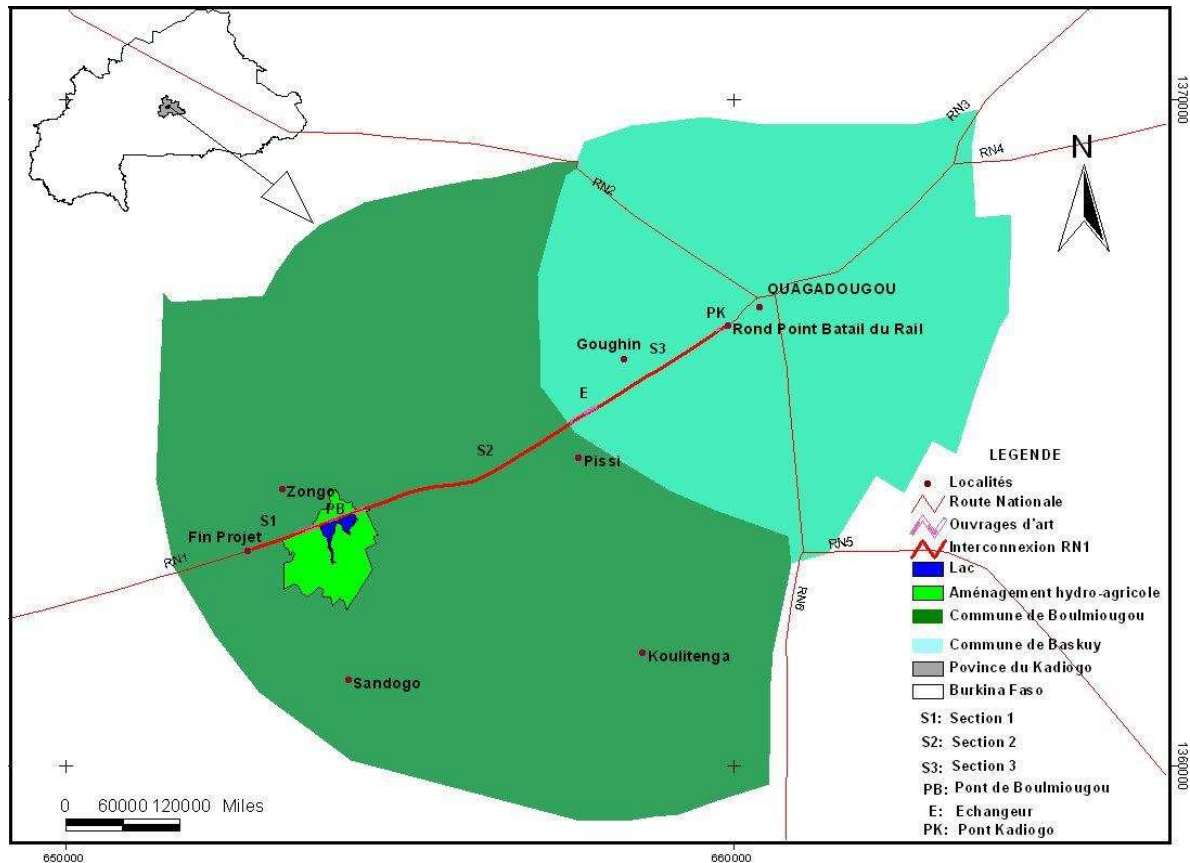 1370000
RN3
RN4
N
RN2
OUAGADOUGOU
PK
Rond Point Batail du Rail
Goughin
S3
E
S2
Pissi
Zongo
PB
S1
Fin Projet
RN1
RN5
RN6
Koulitenga
Sandogo
LEGENDE
Localités
Route Nationale
Ouvrages d'art
Interconnexion RN1
Lac
Aménagement hydro-agricole
Commune de Boulmiougou
Commune de Baskuy
Povince du Kadiogo
Burkina Faso
S1: Section 1
S2: Section 2
S3: Section 3
PB: Pont de Boulmiougou
E: Echangeur
PK: Pont Kadiogo
0 60000 120000 Miles
1360000
650000
660000